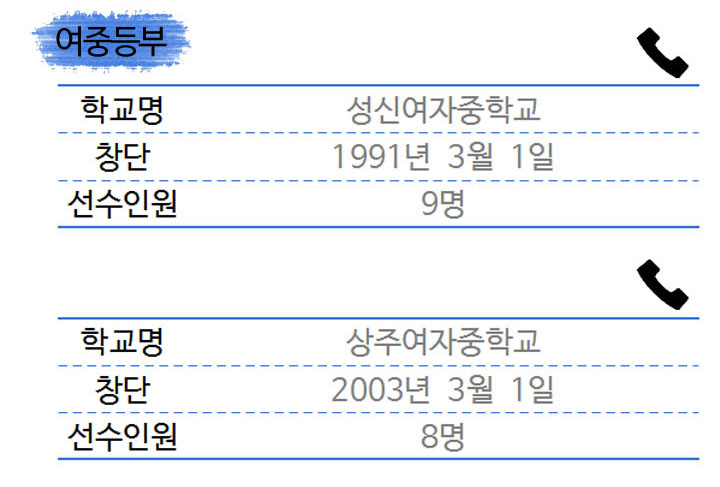 여중등부
학교명 성신여자중학교
창단 1991년 3월 1일
선수인원 9명
학교명 상주여자중학교
창단 2003년 3월 1일
선수인원 8명